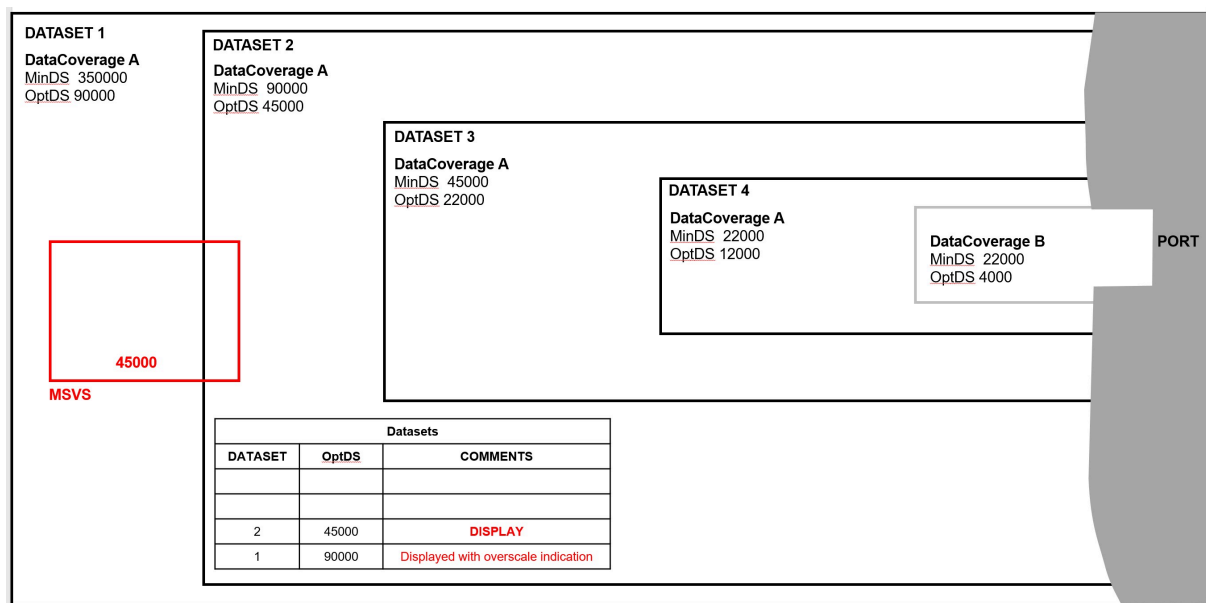 DATASET 1
DataCoverage A
MinDS 350000
OptDS 90000
DATASET 2
DataCoverage A
MinDS 90000
OptDS 45000
DATASET 3
DataCoverage A
MinDS 45000
OptDS 22000
DATASET 4
DataCoverage A
MinDS 22000
OptDS 12000
DataCoverage B
MinDS 22000
OptDS 4000
PORT
45000
MSVS
Datasets
DATASET OptDS COMMENTS
2 45000 DISPLAY
1 90000 Displayed with overscale indication